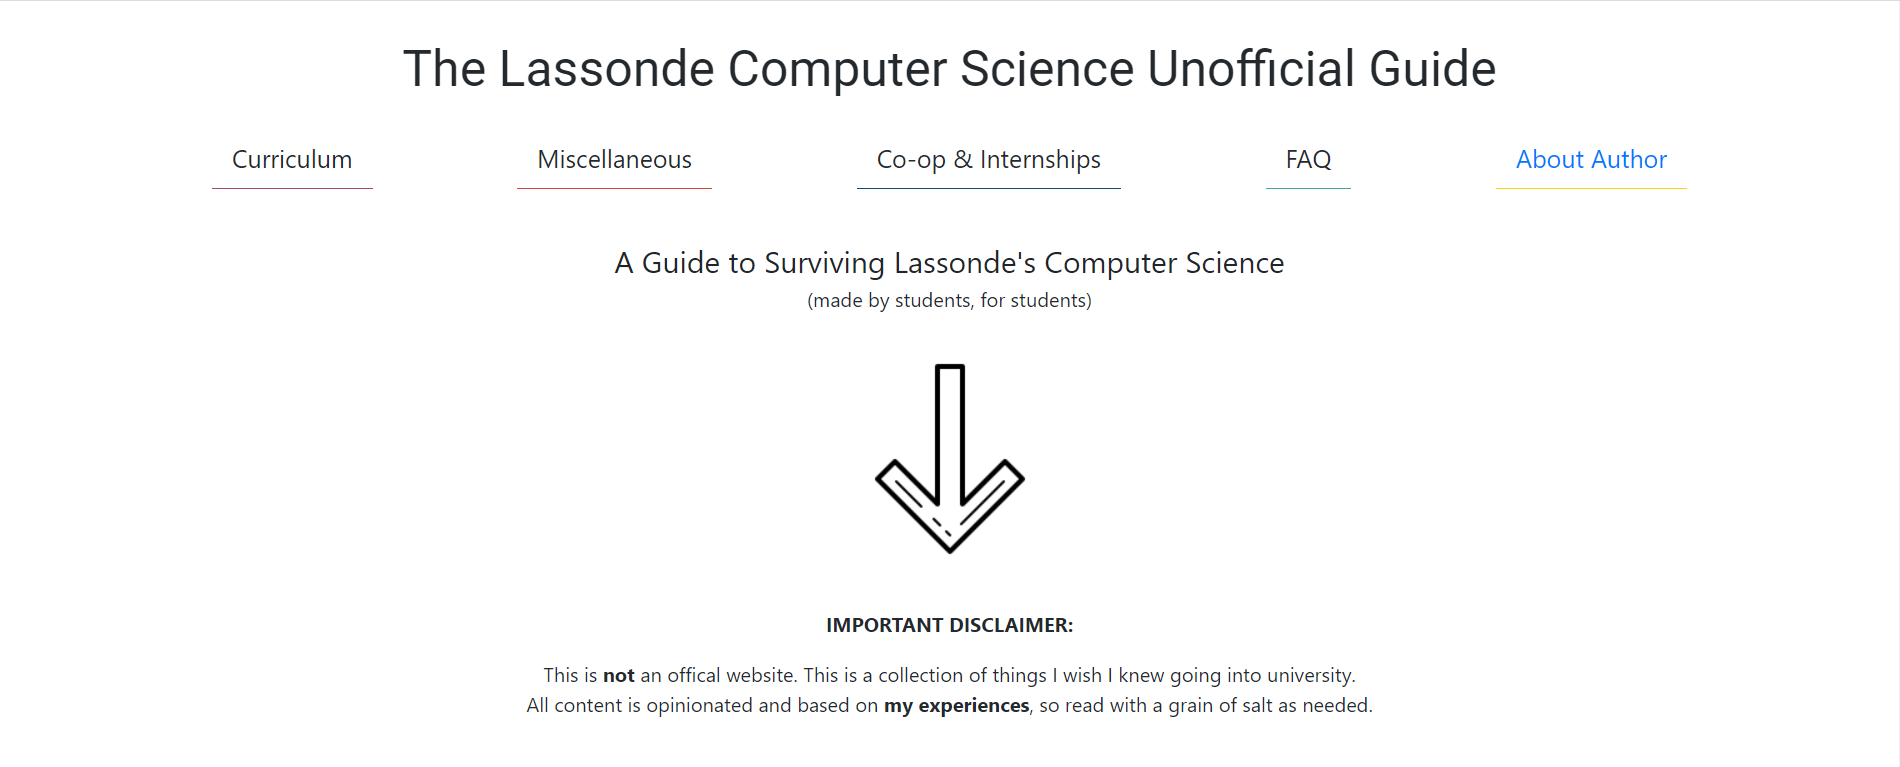 The Lassonde Computer Science Unofficial Guide
Curriculum
Miscellaneous
Co-op & Internships
FAQ
About Author
A Guide to Surviving Lassonde's Computer Science
(made by students, for students)
IMPORTANT DISCLAIMER:
This is not an offical website. This is a collection of things I wish I knew going into university.
All content is opinionated and based on my experiences, so read with a grain of salt as needed.